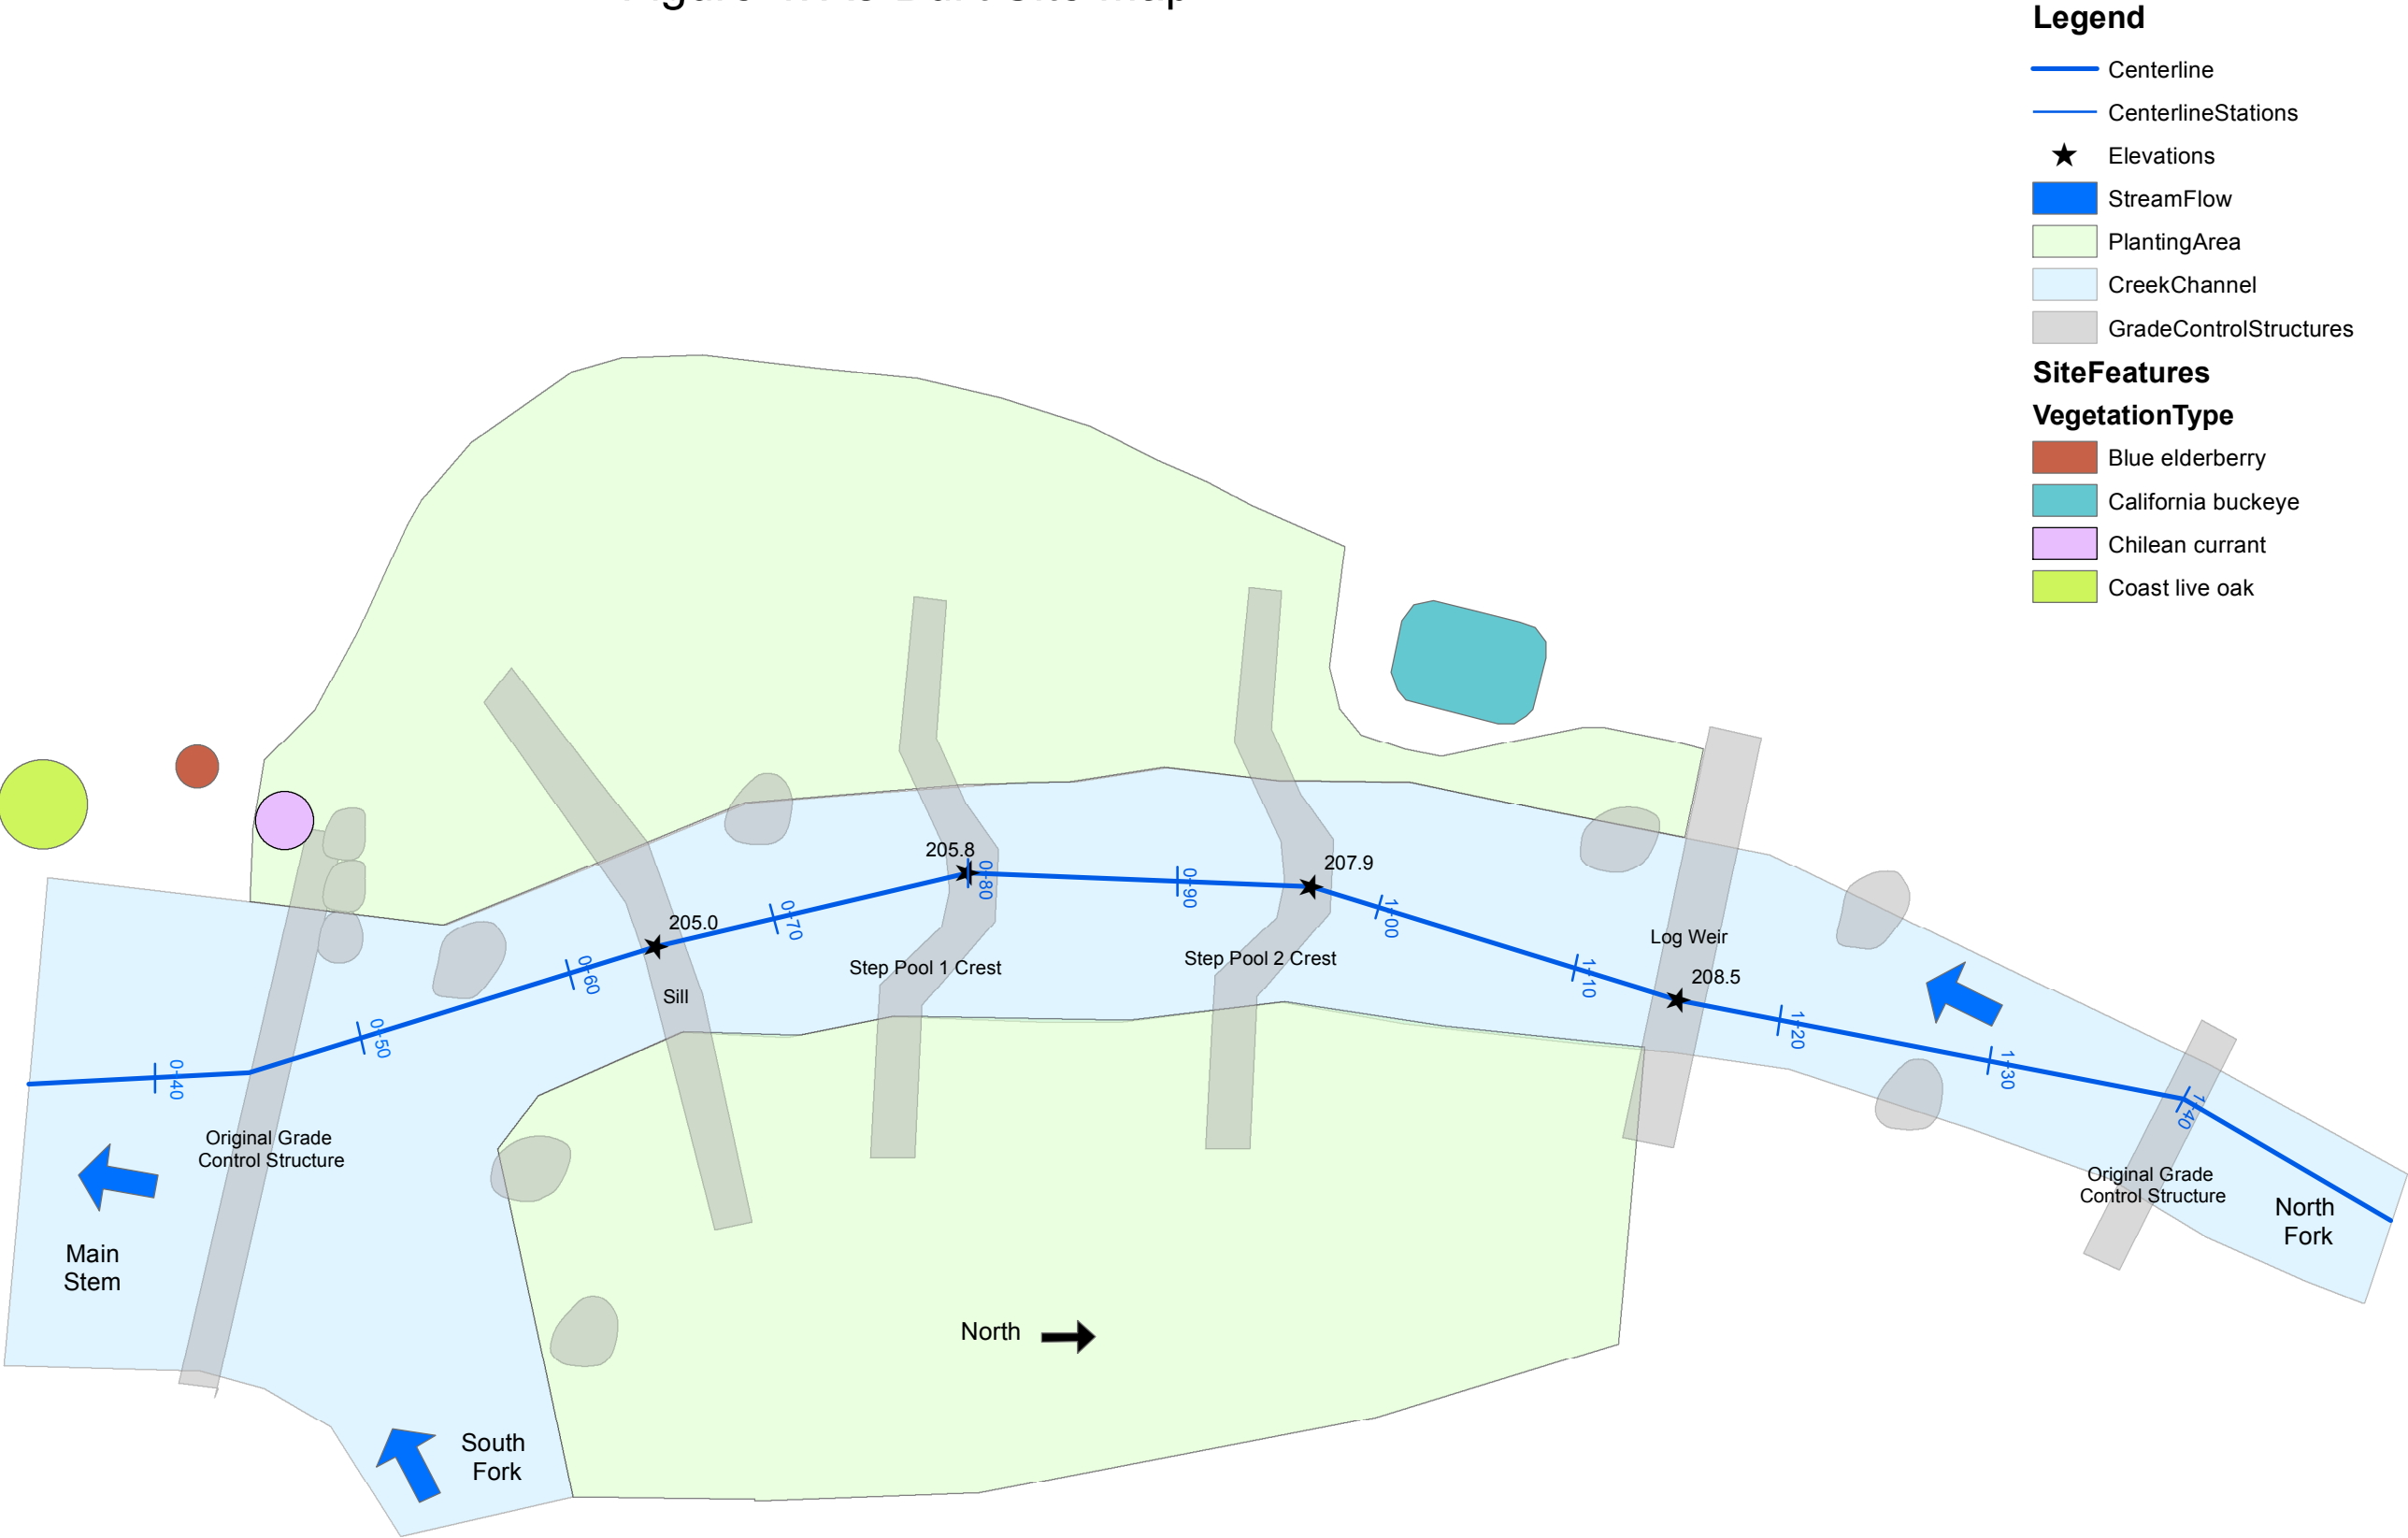 Legend
Centerline
CenterlineStations
Elevations
StreamFlow
PlantingArea
CreekChannel
GradeControlStructures
SiteFeatures
VegetationType
Blue elderberry
California buckeye
Chilean currant
Coast live oak
205.8
207.9
205.0
208.5
Log Weir
Step Pool 1 Crest
Step Pool 2 Crest
Sill
0+40
0+50
0+60
0+70
0+80
0+90
1+00
1+10
1+20
1+30
1+40
Original Grade
Control Structure
Original Grade
Control Structure
North
Fork
Main
Stem
North
South
Fork